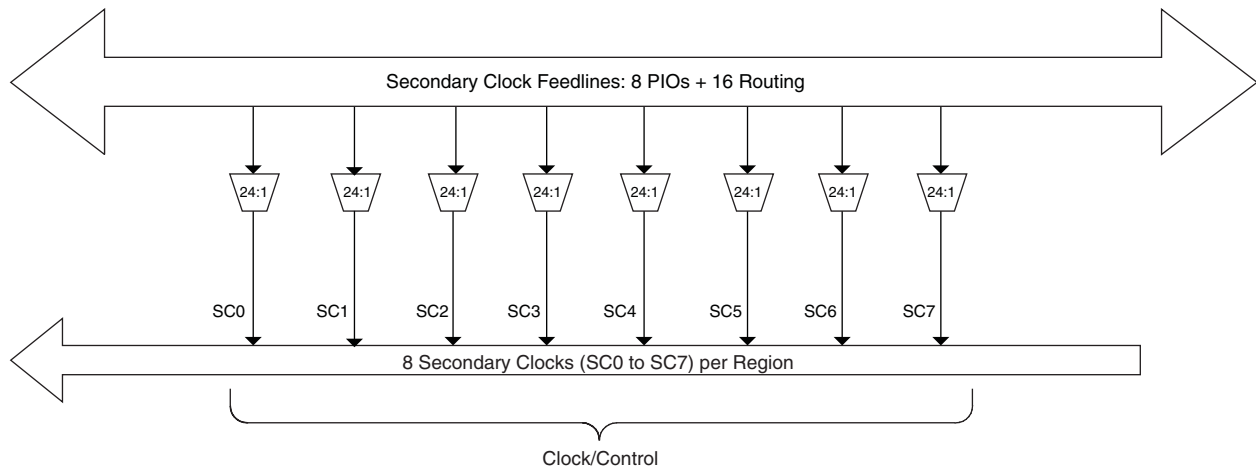 Secondary Clock Feedlines: 8 PIOs + 16 Routing
24:1 24:1 24:1 24:1 24:1 24:1 24:1 24:1
SC0 SC1 SC2 SC3 SC4 SC5 SC6 SC7
8 Secondary Clocks (SC0 to SC7) per Region
Clock/Control